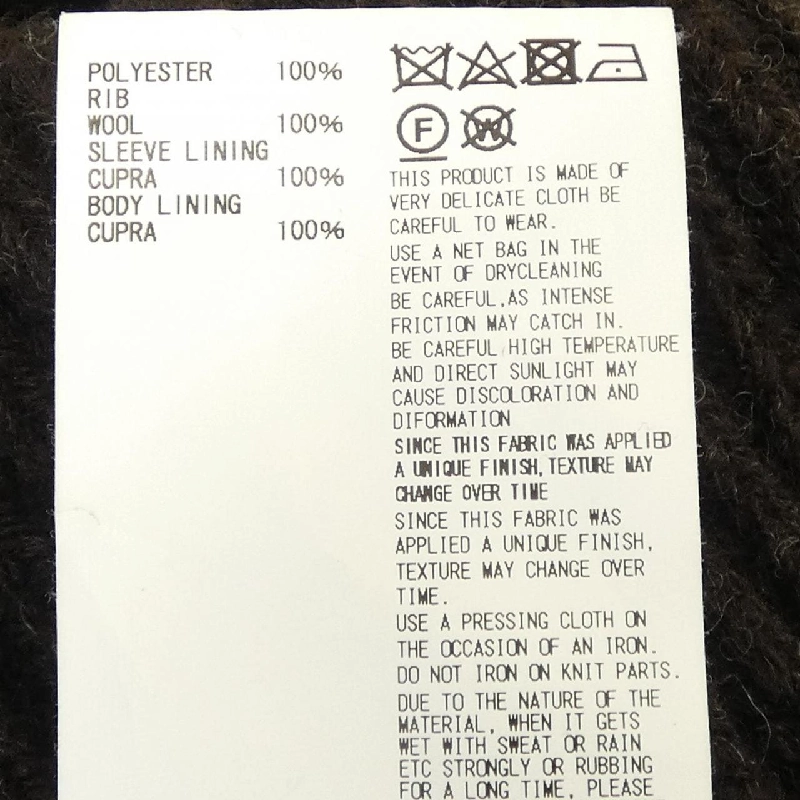 POLYESTER 100%
RIB
WOOL 100%
SLEEVE LINING
CUPRA 100%
BODY LINING
CUPRA 100%
F W
THIS PRODUCT IS MADE OF
VERY DELICATE CLOTH BE
CAREFUL TO WEAR.
USE A NET BAG IN THE
EVENT OF DRYCLEANING
BE CAREFUL,AS INTENSE
FRICTION MAY CATCH IN.
BE CAREFUL,HIGH TEMPERATURE
AND DIRECT SUNLIGHT MAY
CAUSE DISCOLORATION AND
DIFORMATION
SINCE THIS FABRIC WAS APPLIED
A UNIQUE FINISH,TEXTURE MAY
CHANGE OVER TIME
SINCE THIS FABRIC WAS
APPLIED A UNIQUE FINISH,
TEXTURE MAY CHANGE OVER
TIME.
USE A PRESSING CLOTH ON
THE OCCASION OF AN IRON.
DO NOT IRON ON KNIT PARTS.
DUE TO THE NATURE OF THE
MATERIAL, WHEN IT GETS
WET WITH SWEAT OR RAIN
ETC STRONGLY OR RUBBING
FOR A LONG TIME, PLEASE